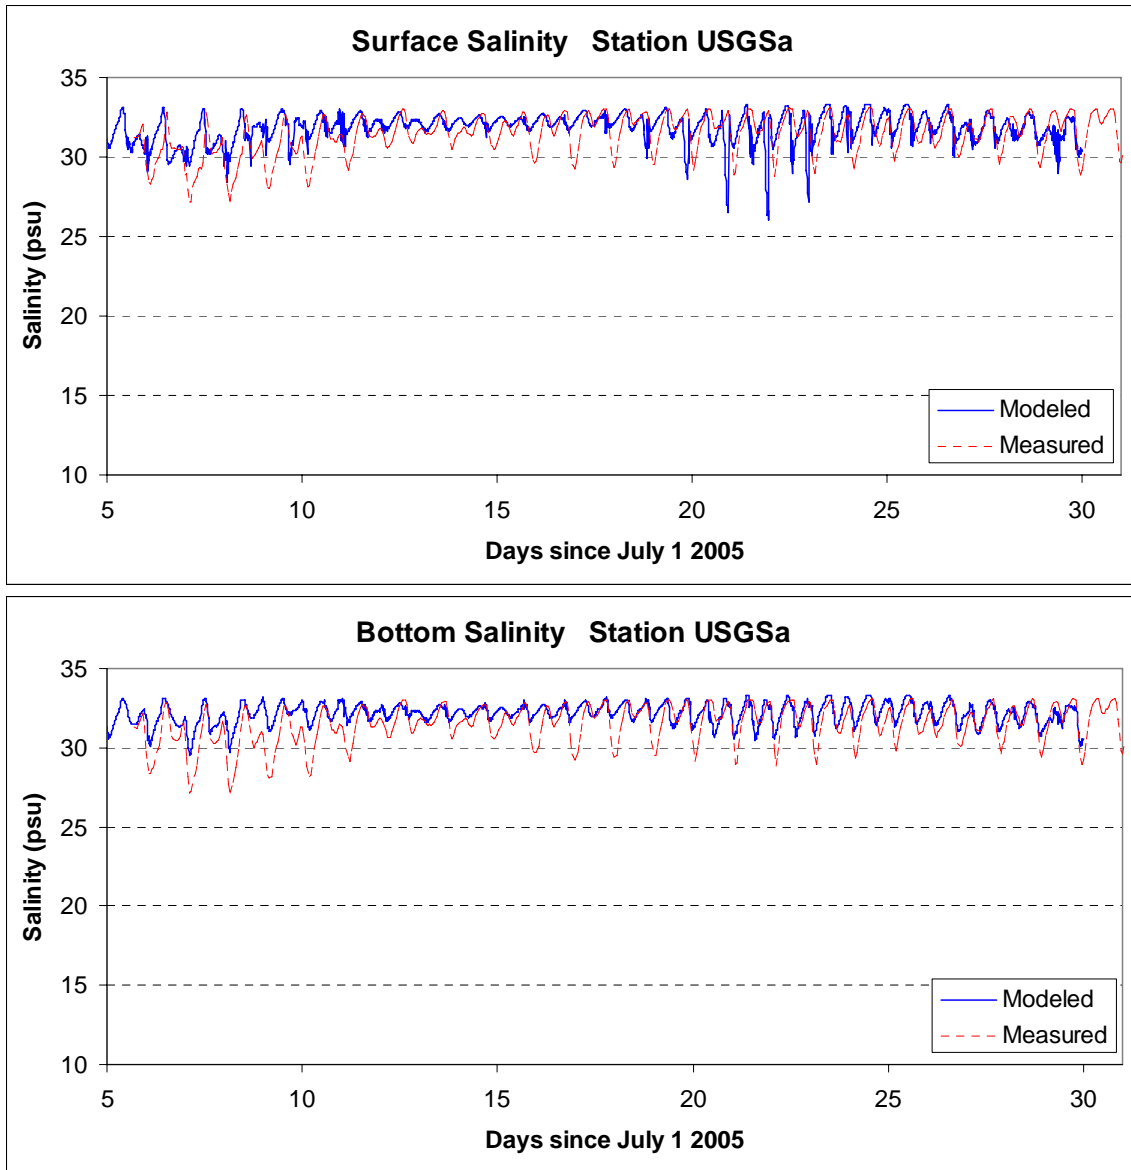 Surface Salinity Station USGSa
35
30
25
20
15
10
Salinity (psu)
Modeled
Measured
5 10 15 20 25 30
Days since July 1 2005
Bottom Salinity Station USGSa
35
30
25
20
15
10
Salinity (psu)
Modeled
Measured
5 10 15 20 25 30
Days since July 1 2005